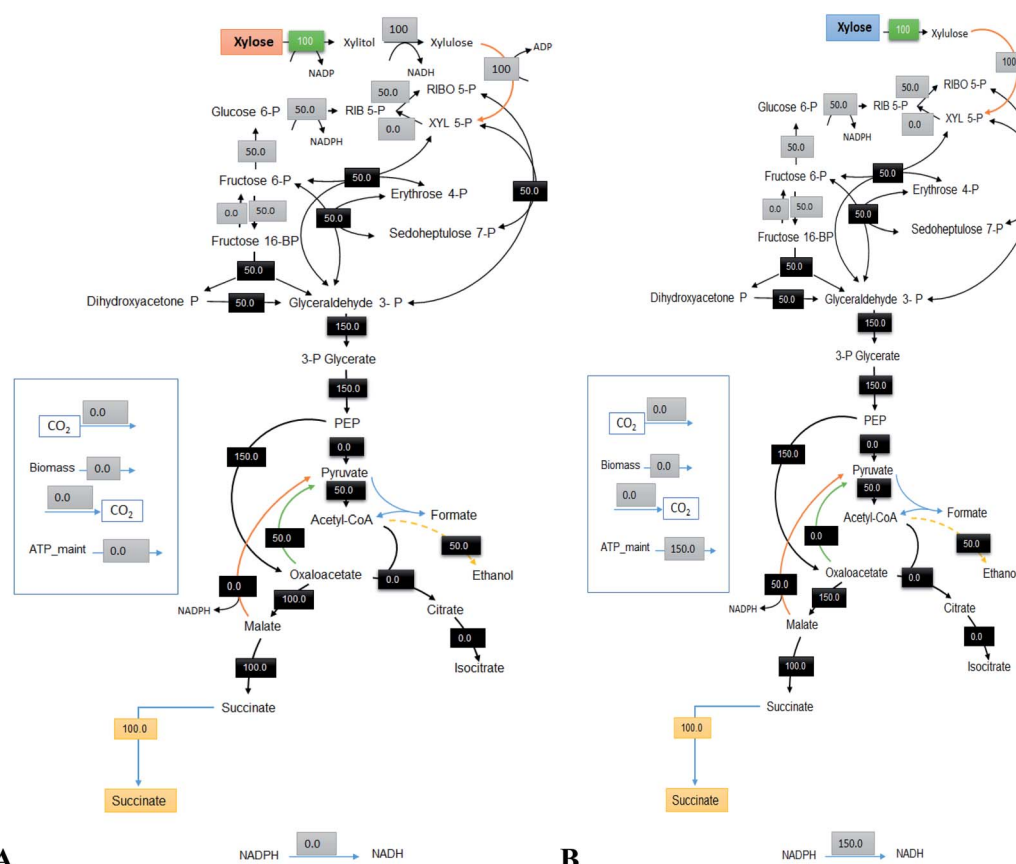 Xylose 100 Xylitol 100 Xylulose
NADP NADH 100 ADP
RIBO 5-P
50.0
Glucose 6-P 50.0 RIB 5-P
NADPH 0.0 XYL 5-P
50.0
Fructose 6-P 50.0 50.0
Erythrose 4-P
0.0 50.0 50.0
Sedoheptulose 7-P
Fructose 16-BP
50.0
Dihydroxyacetone P 50.0 Glyceraldehyde 3- P
150.0
3-P Glycerate
150.0
PEP
0.0
150.0
Pyruvate
50.0
Acetyl-CoA Formate
50.0 50.0
Ethanol
Oxaloacetate 0.0
0.0 100.0
NADPH Citrate
Malate 0.0
100.0 Isocitrate
Succinate
100.0
Succinate
0.0
CO2
Biomass 0.0
0.0
CO2
ATP_maint 0.0
A NADPH 0.0 NADH
Xylose 100 Xylulose
100
RIBO 5-P
50.0
Glucose 6-P 50.0 RIB 5-P
NADPH 0.0 XYL 5-P
50.0
Fructose 6-P 50.0
Erythrose 4-P
0.0 50.0 50.0
Sedoheptulose 7-P
Fructose 16-BP
50.0
Dihydroxyacetone P 50.0 Glyceraldehyde 3- P
150.0
3-P Glycerate
150.0
PEP
0.0
150.0
Pyruvate
50.0
Acetyl-CoA Formate
0.0 50.0
Ethanol
Oxaloacetate 0.0
50.0 150.0
NADPH Citrate
Malate 0.0
100.0 Isocitrate
Succinate
100.0
Succinate
0.0
CO2
Biomass 0.0
0.0
CO2
ATP_maint 150.0
B NADPH 150.0 NADH